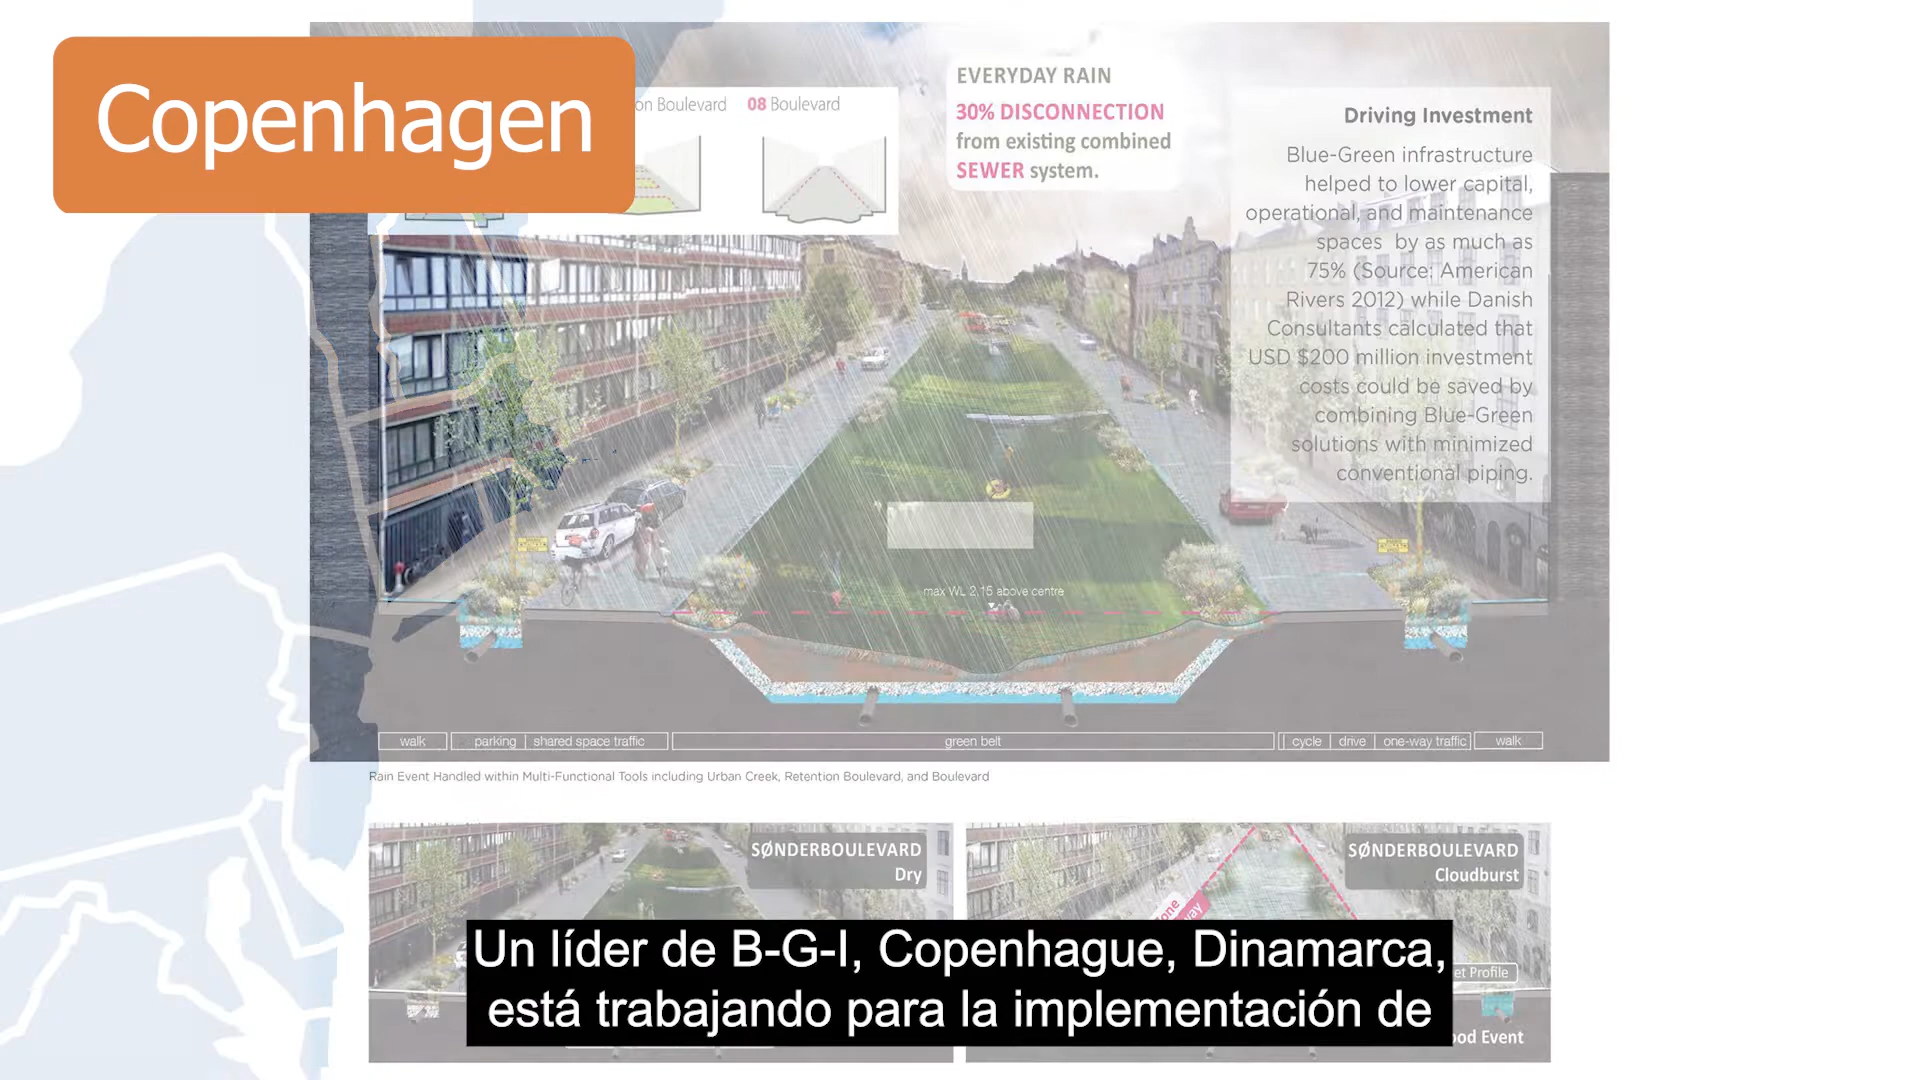 Copenhagen
on Boulevard 08 Boulevard
EVERYDAY RAIN
30% DISCONNECTION
from existing combined
SEWER system.
Driving Investment
Blue-Green infrastructure
helped to lower capital,
operational, and maintenance
spaces by as much as
75% (Source: American
Rivers 2012) while Danish
Consultants calculated that
USD $200 million investment
costs could be saved by
combining Blue-Green
solutions with minimized
conventional piping.
max WL 2.15 above centre
walk parking shared space traffic green belt cycle drive one-way traffic walk
Rain Event Handled within Multi-Functional Tools including Urban Creek, Retention Boulevard, and Boulevard
SØNDERBOULEVARD
Dry
SØNDERBOULEVARD
Cloudburst
one
way
et Profile
ood Event
Un líder de B-G-I, Copenhague, Dinamarca,
está trabajando para la implementación de